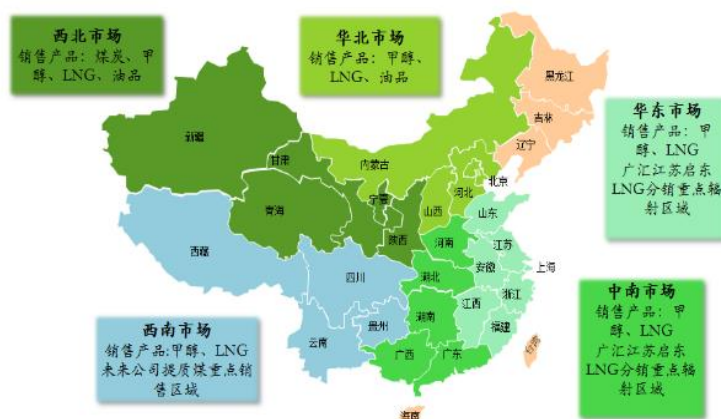 西北市场
销售产品：煤炭、甲
醇、LNG、油品
华北市场
销售产品：甲醇、
LNG、油品
华东市场
销售产品：甲
醇、LNG
广汇江苏启东
LNG分销重点辐
射区域
中南市场
销售产品：甲
醇、LNG
广汇江苏启东
LNG分销重点辐
射区域
西南市场
销售产品:甲醇、LNG
未来公司提质煤重点销
售区域
黑龙江
吉林
辽宁
新疆
甘肃
内蒙古
北京
河北
宁夏
山西
山东
青海
陕西
河南
江苏
西藏
四川
湖北
安徽
上海
浙江
湖南
江西
贵州
福建
云南
广西
广东
台湾
海南